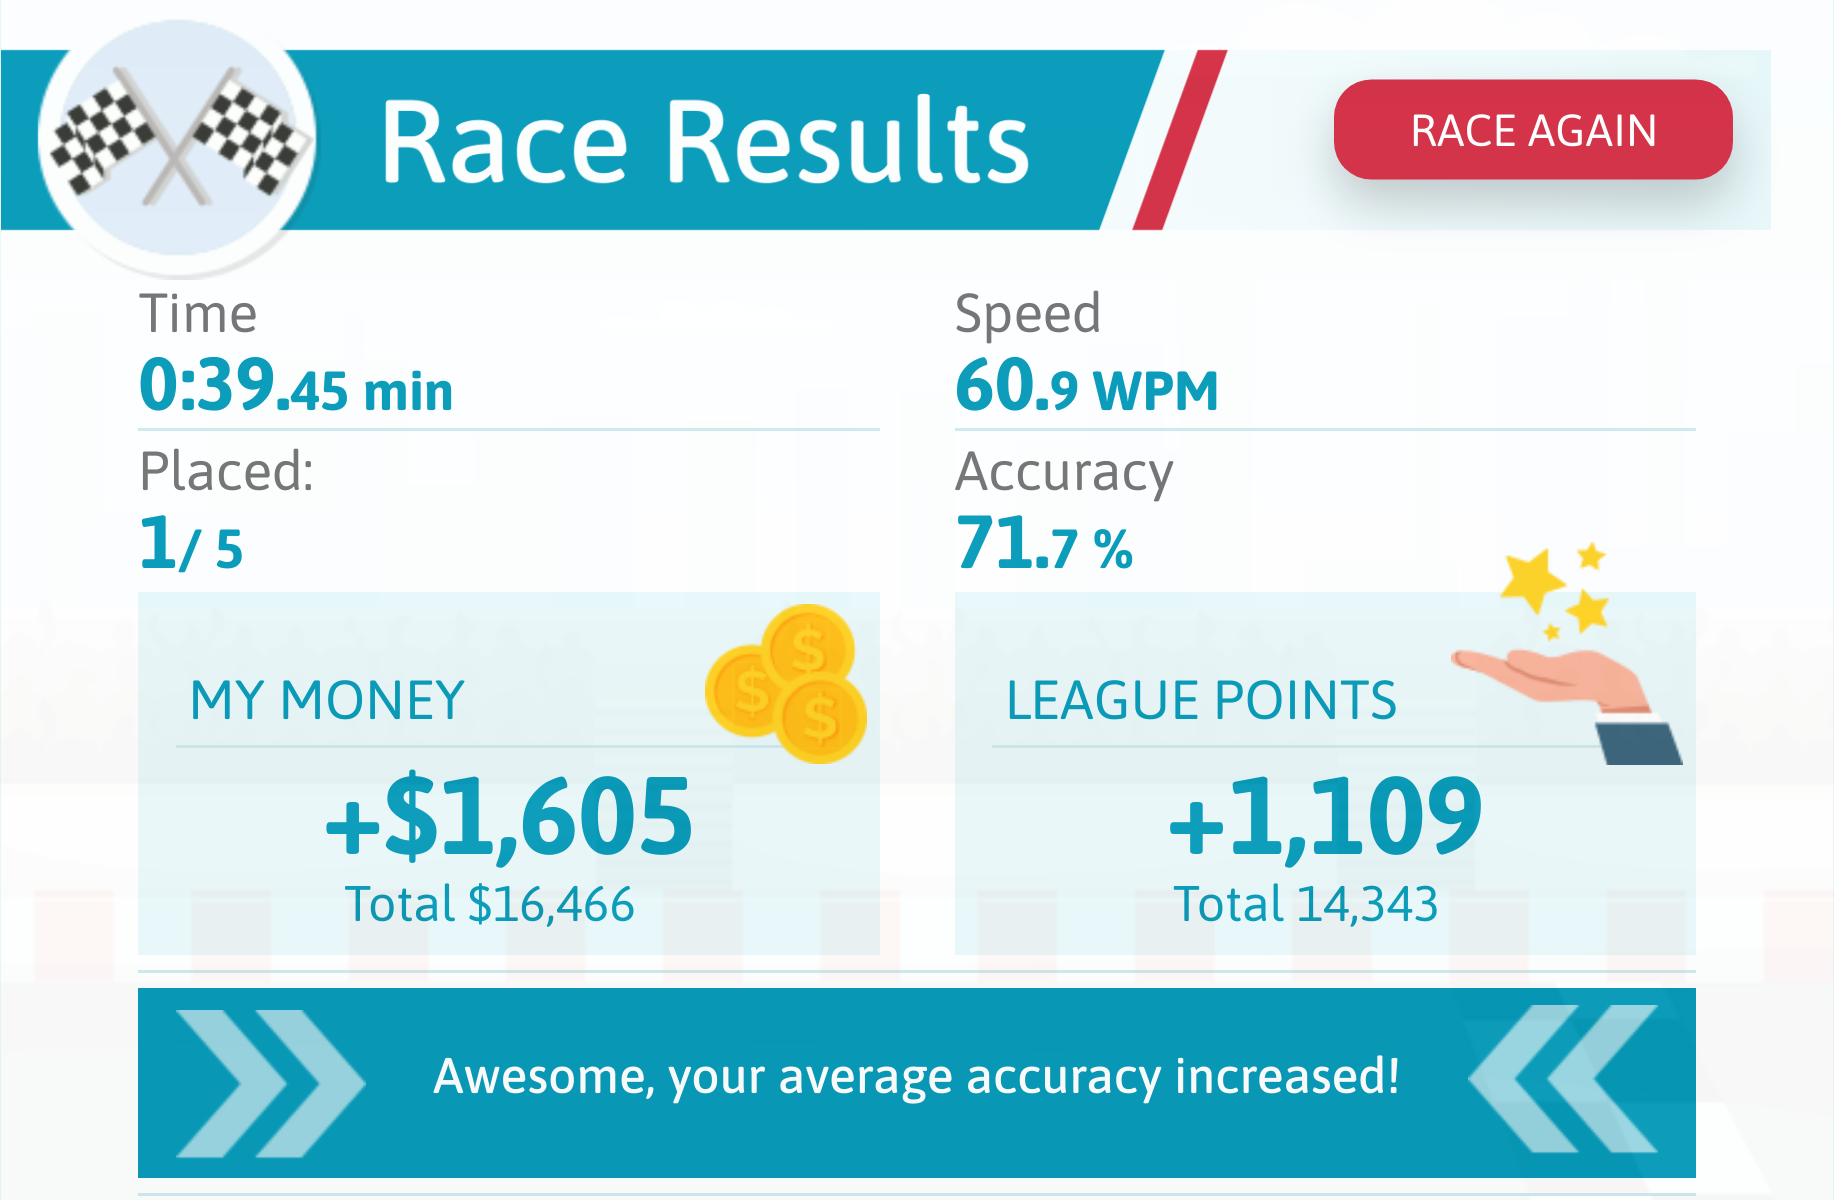 Race Results
RACE AGAIN
Time
0:39.45 min
Speed
60.9 WPM
Placed:
1/ 5
Accuracy
71.7 %
MY MONEY
+$1,605
Total $16,466
LEAGUE POINTS
+1,109
Total 14,343
Awesome, your average accuracy increased!